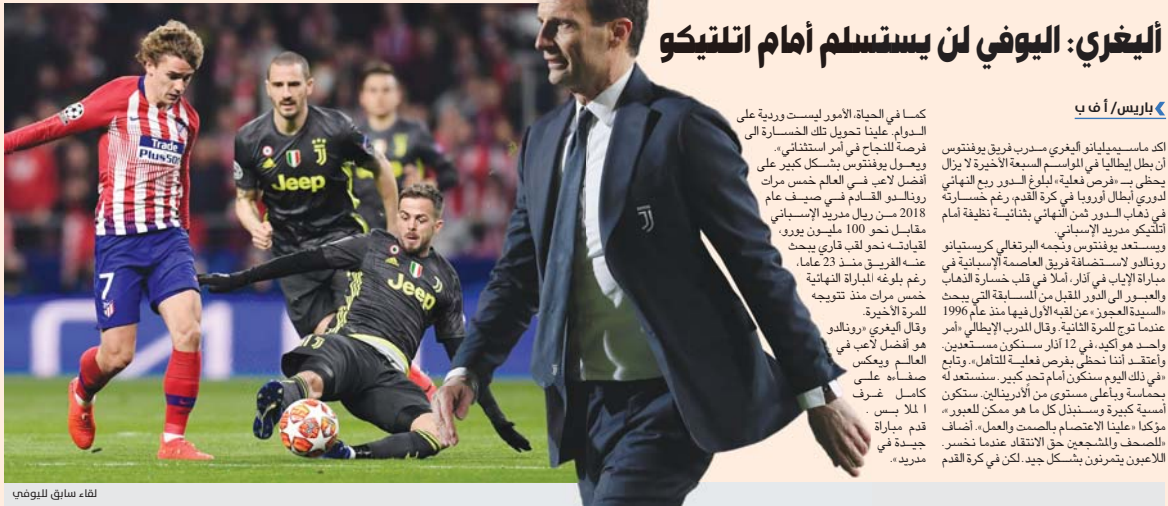 أليغري: اليوفي لن يستسلم أمام اتلتيكو
باريس/ أ ف ب
اكد ماسيميليانو أليغري مدرب فريق يوفنتوس
أن بطل إيطاليا في المواسم السبعة الأخيرة لا يزال
يحظى بـ «فرص فعلية» لبلوغ الدور ربع النهائي
لدوري أبطال أوروبا في كرة القدم، رغم خسارته
في ذهاب الدور ثمن النهائي بثنائية نظيفة أمام
أتلتيكو مدريد الإسباني.
ويستعد يوفنتوس ونجمه البرتغالي كريستيانو
رونالدو لاستضافة فريق العاصمة الإسبانية في
مباراة الإياب في آذار، أملا في قلب خسارة الذهاب
والعبور الى الدور المقبل من المسابقة التي يبحث
«السيدة العجوز» عن لقبه الأول فيها منذ عام 1996
عندما توج للمرة الثانية. وقال المدرب الإيطالي «أمر
واحد هو أكيد، في 12 آذار سنكون مستعدين.
وأعتقد أننا نحظى بفرص فعلية للتأهل». وتابع
«في ذلك اليوم سنكون أمام تحد كبير. سنستعد له
بحماسة وبأعلى مستوى من الأدرينالين. ستكون
أمسية كبيرة وسنبذل كل ما هو ممكن للعبور»،
مؤكدا «علينا الاعتصام بالصمت والعمل». أضاف
«للصحف والمشجعين حق الانتقاد عندما نخسر.
اللاعبون يتمرنون بشكل جيد. لكن في كرة القدم
كما في الحياة، الأمور ليست وردية على
الدوام. علينا تحويل تلك الخسارة الى
فرصة للنجاح في أمر استثنائي».
ويعول يوفنتوس بشكل كبير على
أفضل لاعب في العالم خمس مرات
رونالدو القادم في صيف عام
2018 من ريال مدريد الإسباني
مقابل نحو 100 مليون يورو،
لقيادته نحو لقب قاري يبحث
عنه الفريق منذ 23 عاما،
رغم بلوغه المباراة النهائية
خمس مرات منذ تتويجه
للمرة الأخيرة.
وقال أليغري «رونالدو
هو أفضل لاعب في
العالم ويعكس
صفاءه على
كامل غرف
الملابس.
قدم مباراة
جيدة في
مدريد».
Trade
Plus500
7
Jeep
Jeep
لقاء سابق لليوفي